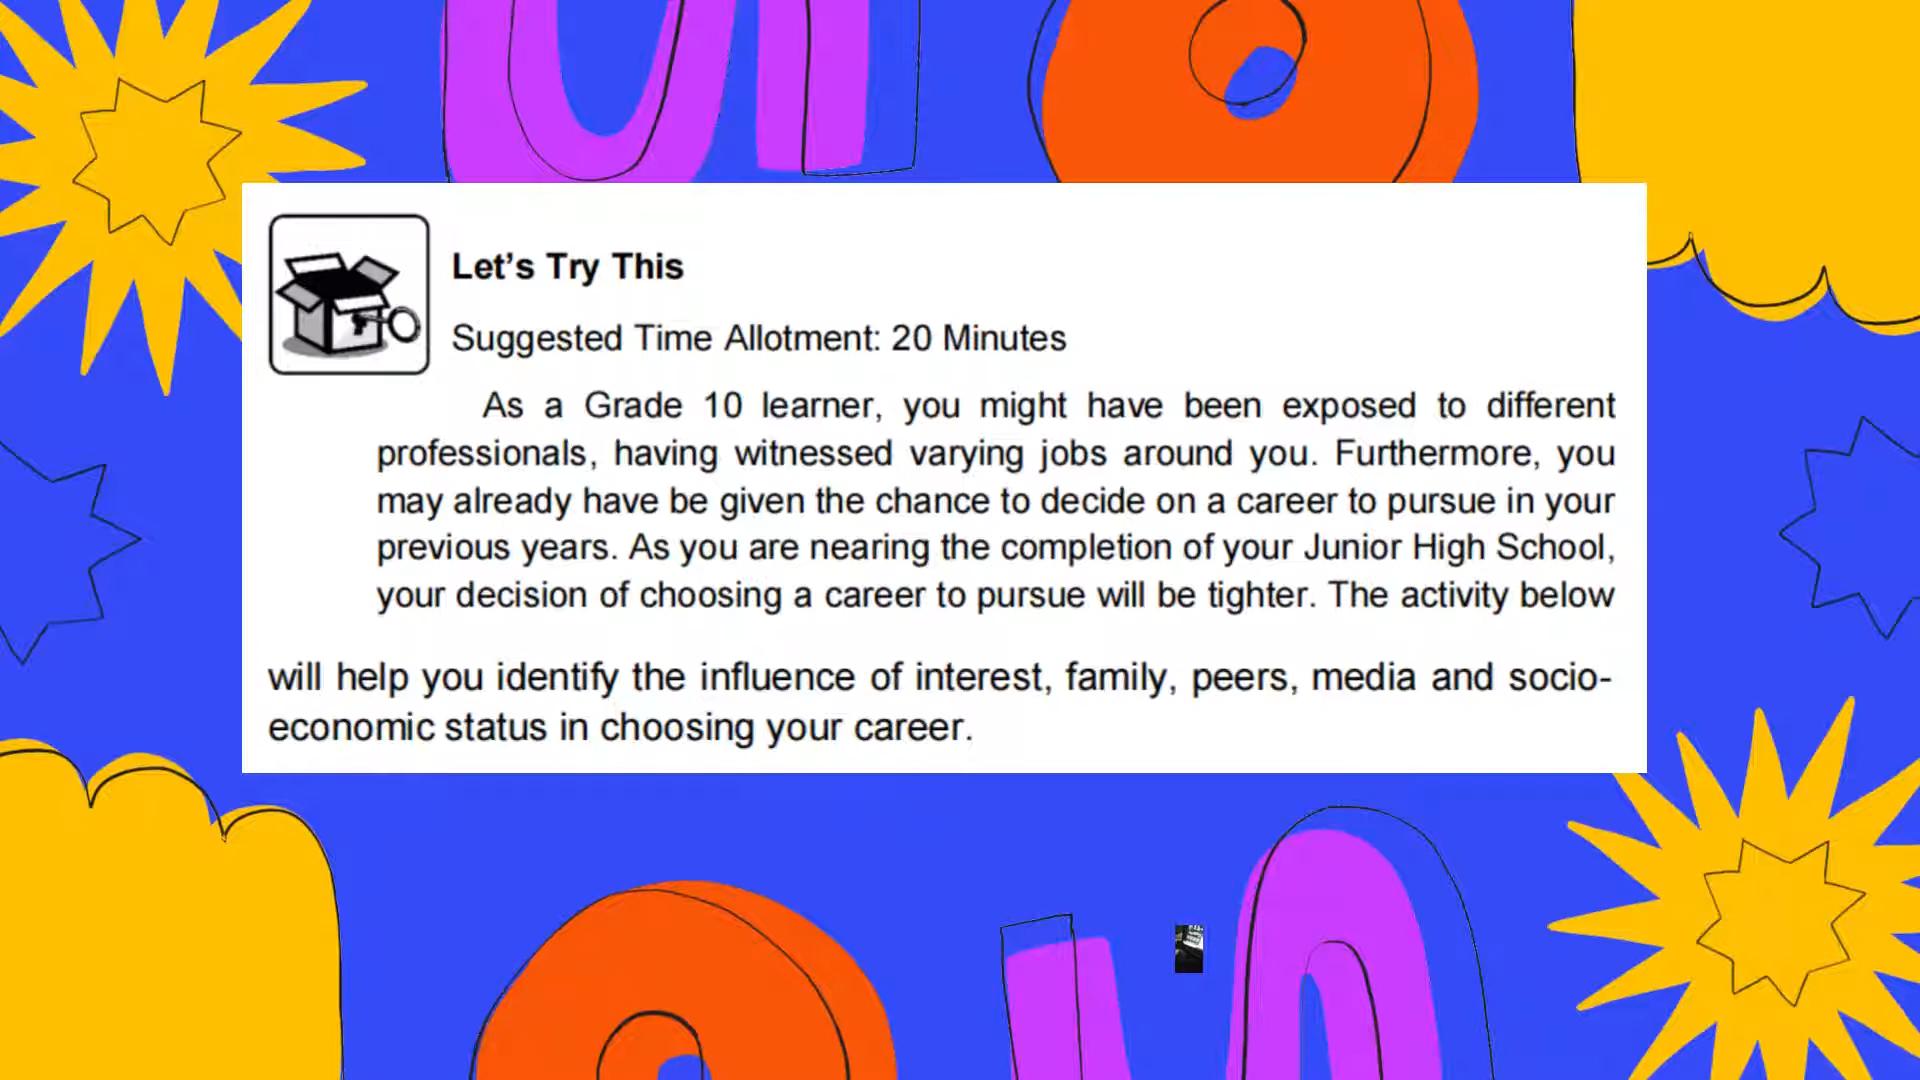 Let's Try This
Suggested Time Allotment: 20 Minutes
As a Grade 10 learner, you might have been exposed to different
professionals, having witnessed varying jobs around you. Furthermore, you
may already have be given the chance to decide on a career to pursue in your
previous years. As you are nearing the completion of your Junior High School,
your decision of choosing a career to pursue will be tighter. The activity below
will help you identify the influence of interest, family, peers, media and socio-
economic status in choosing your career.